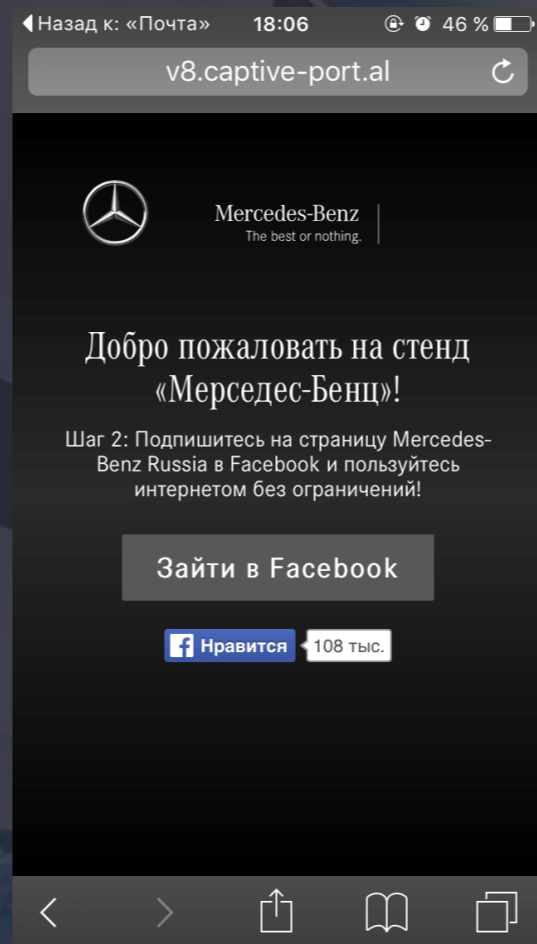 Назад к: «Почта» 18:06 46 %
v8.captive-port.al
Mercedes-Benz
The best or nothing.
Добро пожаловать на стенд
«Мерседес-Бенц»!
Шаг 2: Подпишитесь на страницу Mercedes-
Benz Russia в Facebook и пользуйтесь
интернетом без ограничений!
Зайти в Facebook
f Нравится 108 тыс.